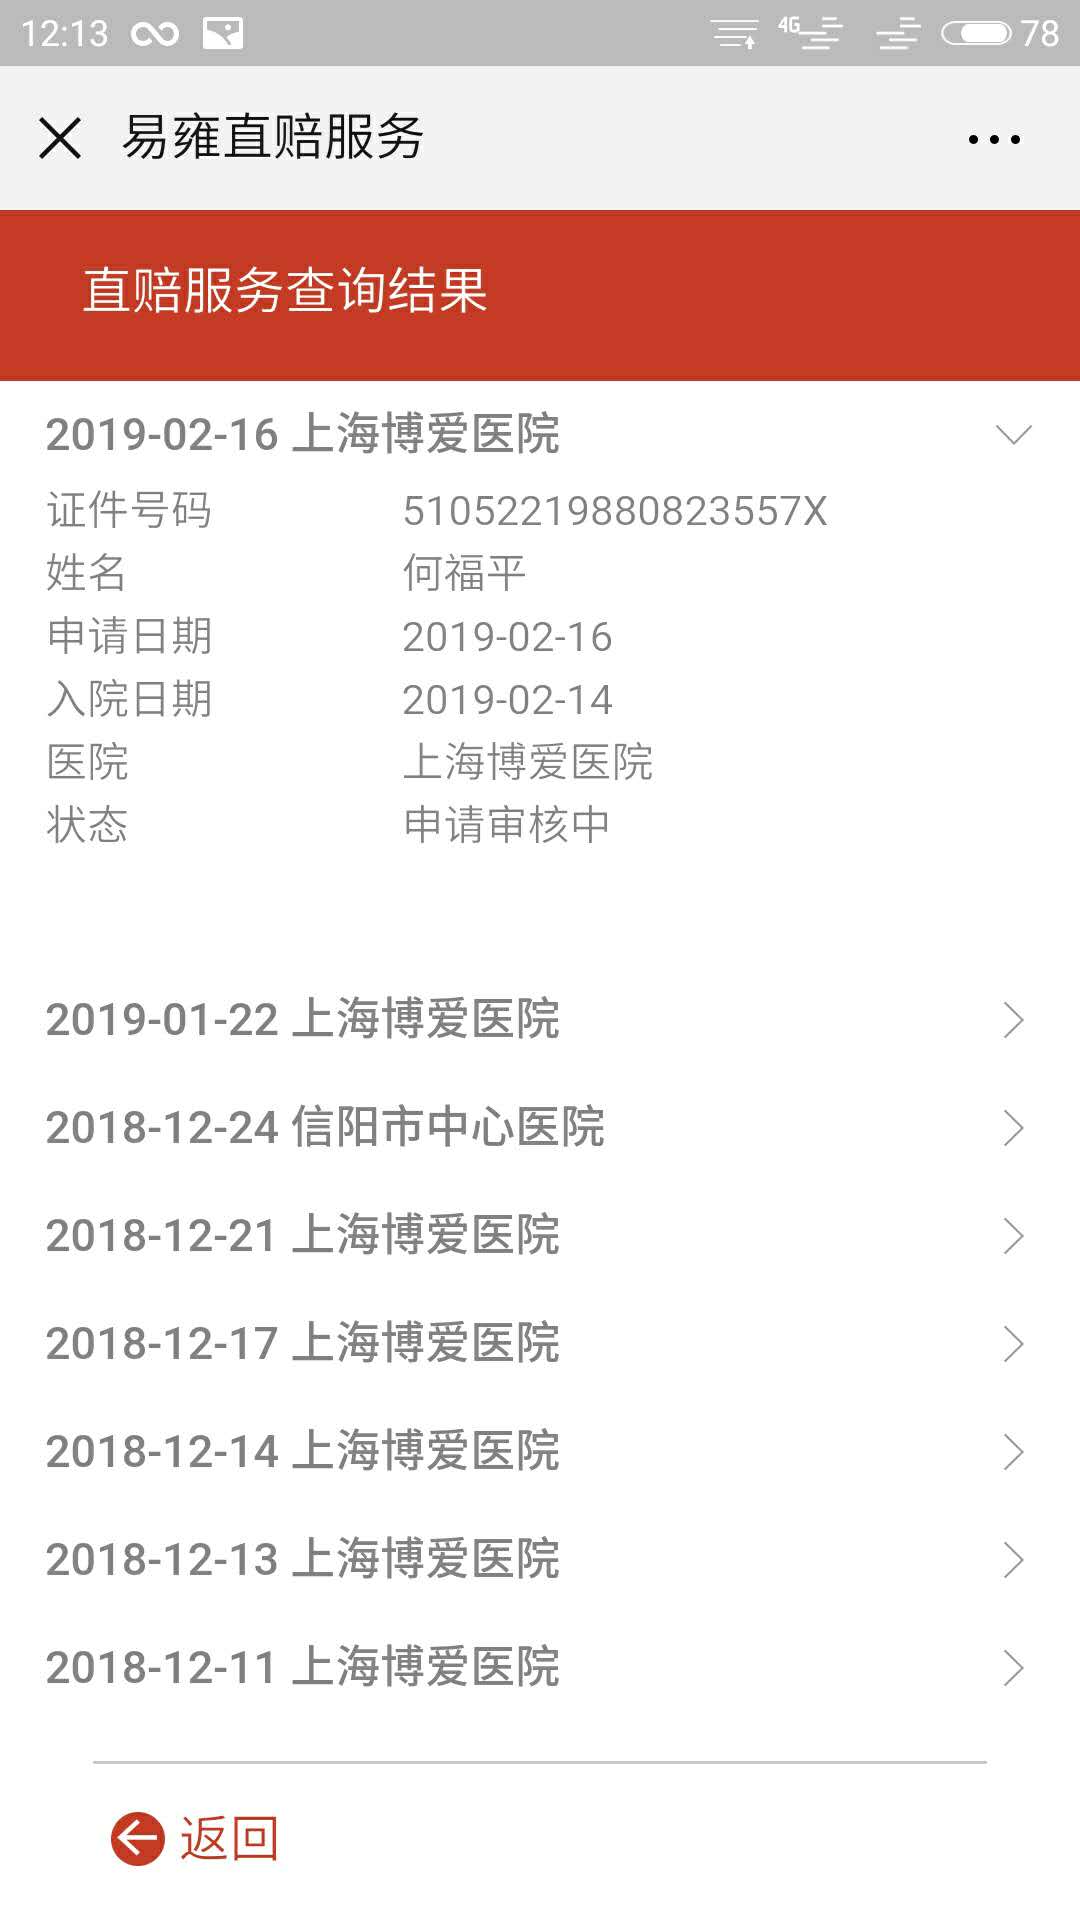 12:13
4G
78
易雍直赔服务
直赔服务查询结果
2019-02-16 上海博爱医院
证件号码 51052219880823557X
姓名 何福平
申请日期 2019-02-16
入院日期 2019-02-14
医院 上海博爱医院
状态 申请审核中
2019-01-22 上海博爱医院
2018-12-24 信阳市中心医院
2018-12-21 上海博爱医院
2018-12-17 上海博爱医院
2018-12-14 上海博爱医院
2018-12-13 上海博爱医院
2018-12-11 上海博爱医院
返回